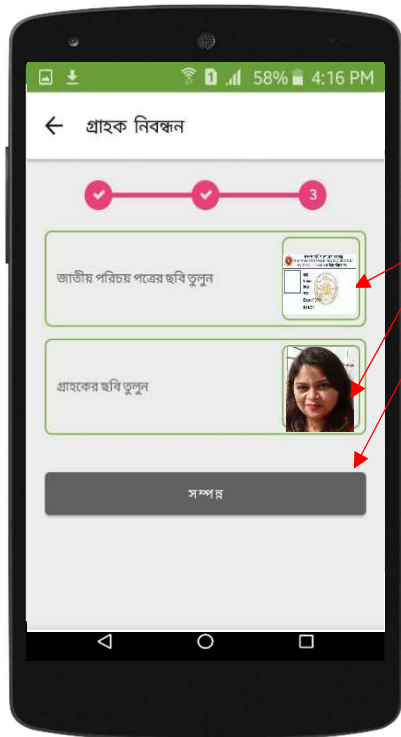 58% 4:16 PM
গ্রাহক নিবন্ধন
3
জাতীয় পরিচয় পত্রের ছবি তুলুন
গ্রাহকের ছবি তুলুন
সম্পন্ন